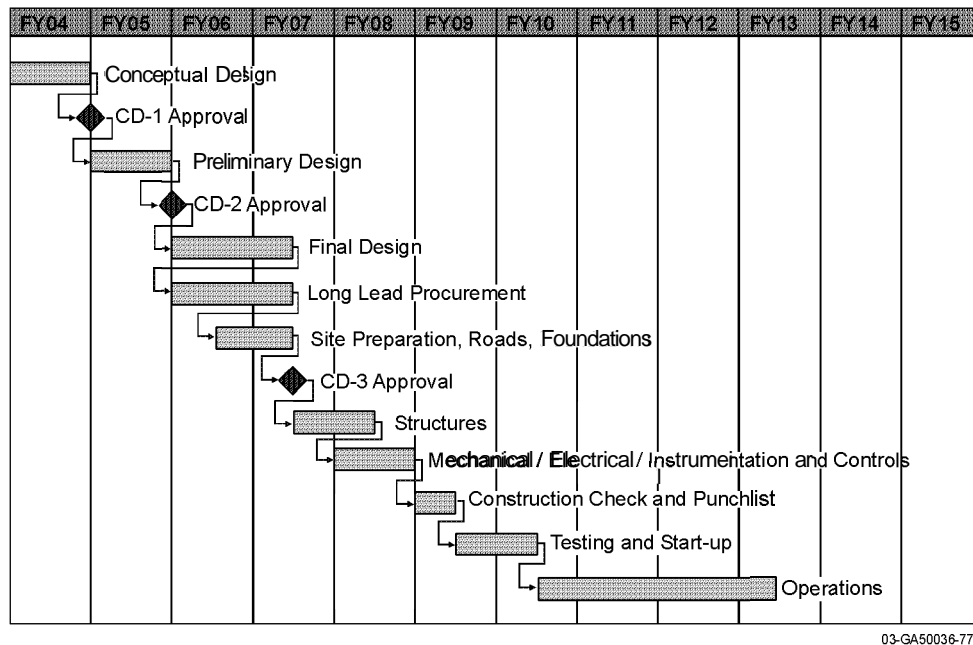 FY04 FY05 FY06 FY07 FY08 FY09 FY10 FY11 FY12 FY13 FY14 FY15
Conceptual Design
CD-1 Approval
Preliminary Design
CD-2 Approval
Final Design
Long Lead Procurement
Site Preparation, Roads, Foundations
CD-3 Approval
Structures
Mechanical / Electrical / Instrumentation and Controls
Construction Check and Punchlist
Testing and Start-up
Operations
03-GA50036-77